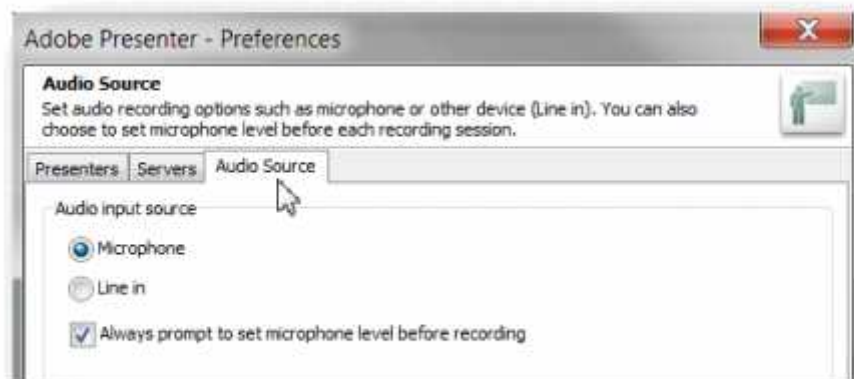 Adobe Presenter - Preferences
Audio Source
Set audio recording options such as microphone or other device (Line in). You can also
choose to set microphone level before each recording session.
Presenters Servers Audio Source
Audio input source
Microphone
Line in
Always prompt to set microphone level before recording